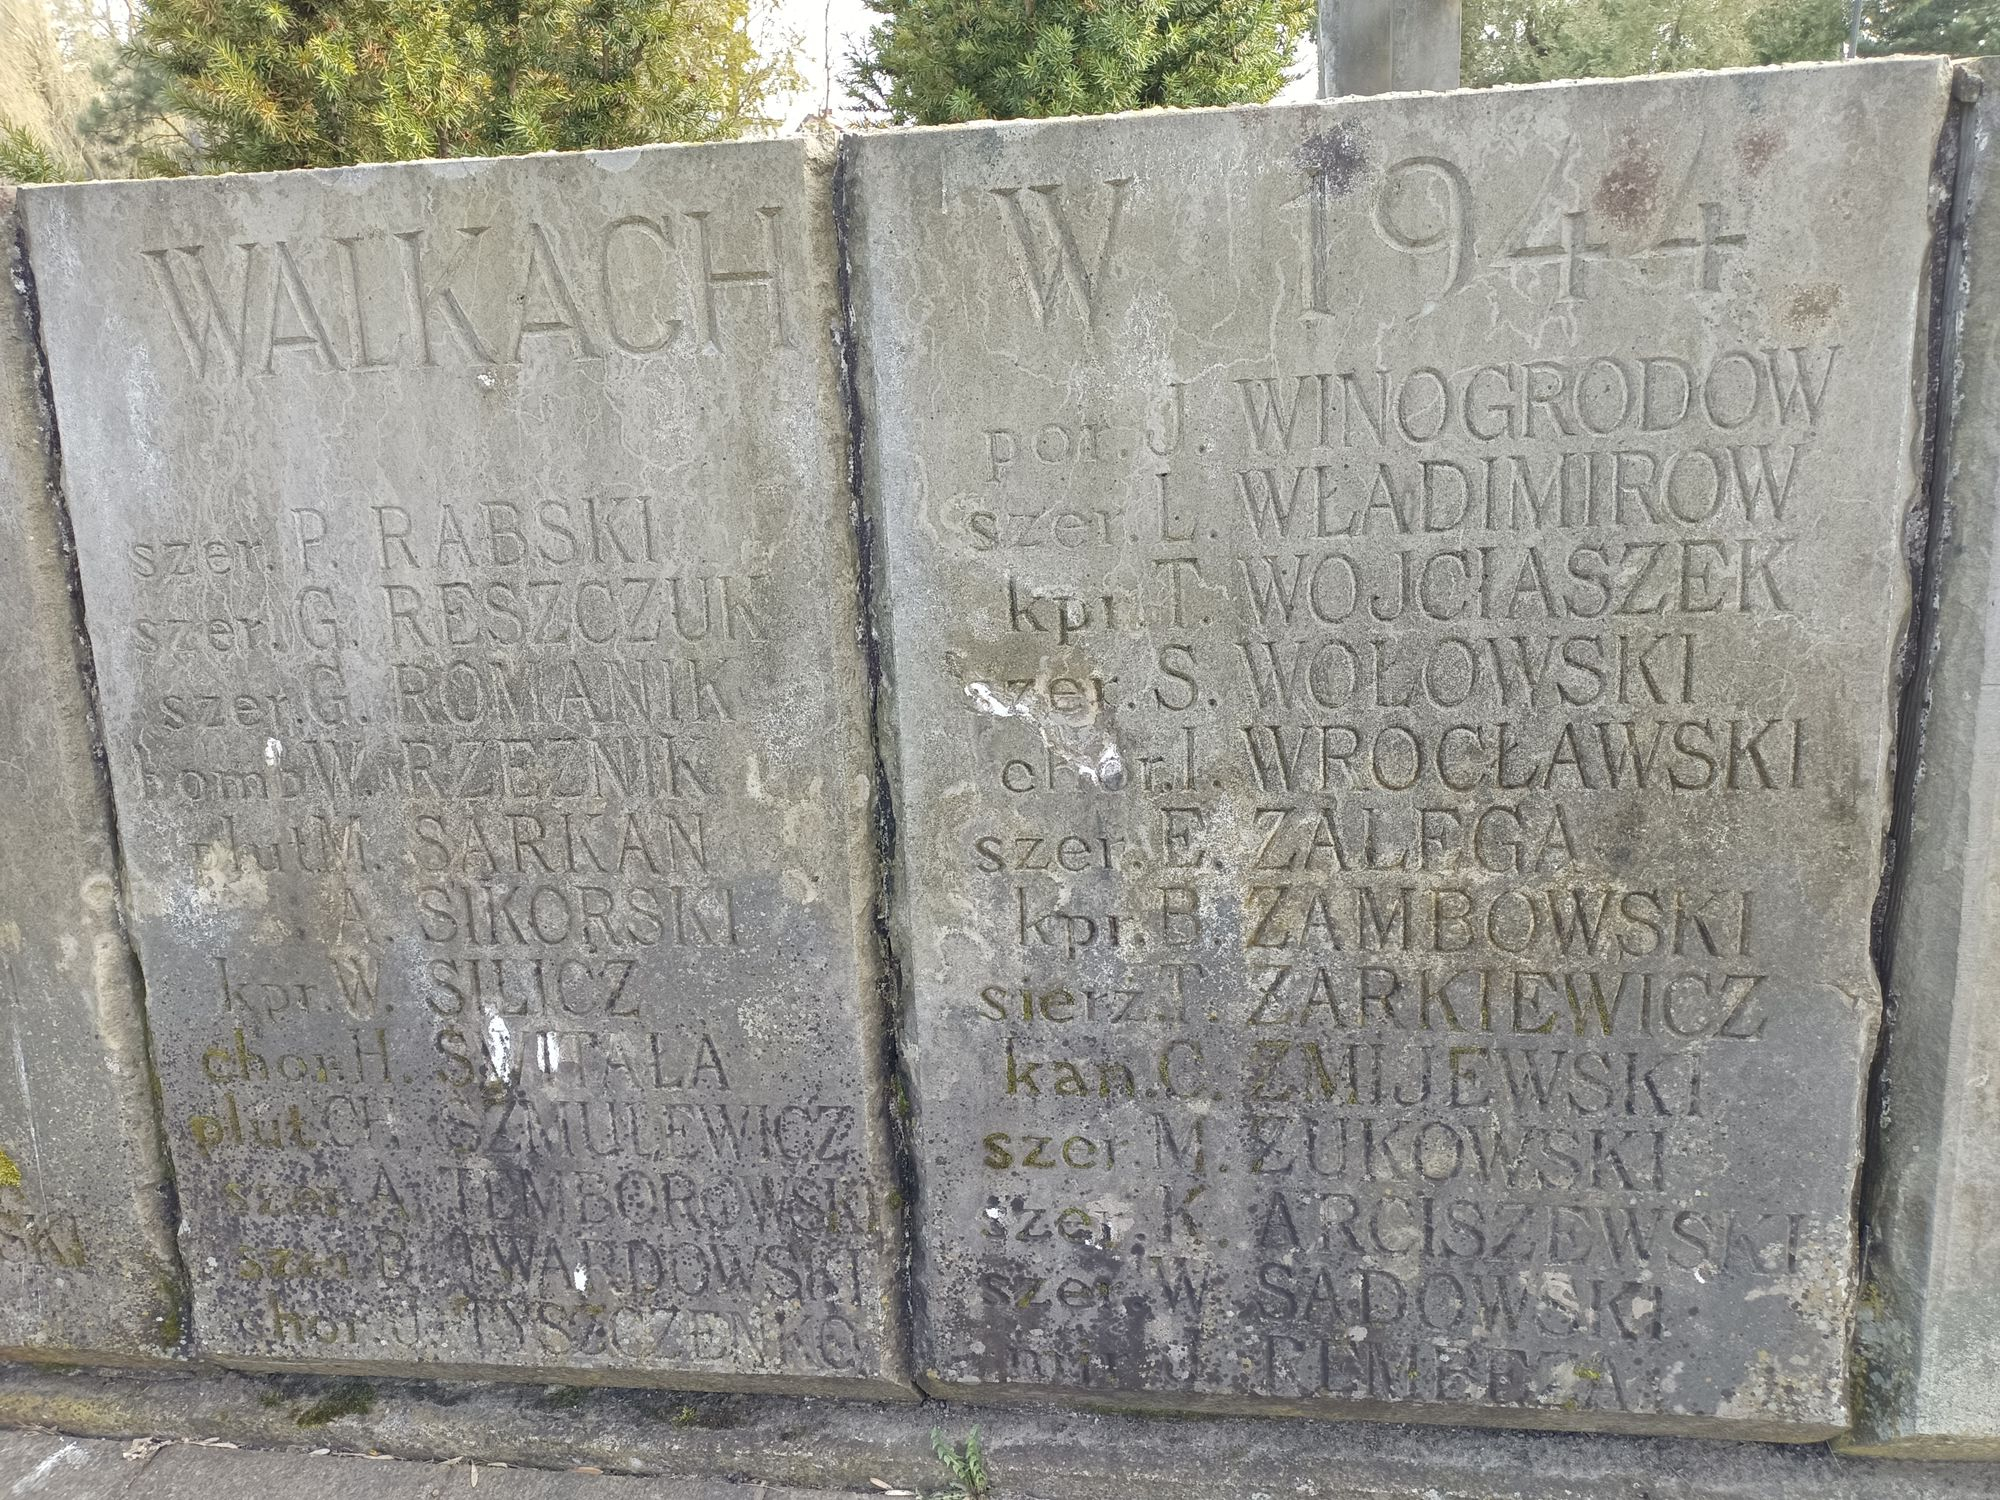 WALKACH
szer. P. RABSKI
szer. G. RESZCZUK
szer. G. ROMANIK
bomb W. RZEZNIK
plut M. SARKAN
A. SIKORSKI
kpr. W. SILICZ
chor. H. ŚWITAŁA
plut CH. SZMULEWICZ
szer. A. TEMBOROWSKI
szer. B. TWARDOWSKI
chor. J. TYSZCZENKO
W 1944
por. J. WINOGRODOW
szer. L. WŁADIMIROW
kpr. T. WOJCIASZEK
szer. S. WOŁOWSKI
chor. I. WROCŁAWSKI
szer. E. ZALEGA
kpr. B. ZAMBOWSKI
sierż. T. ZARKIEWICZ
kan. C. ŻMIJEWSKI
szer. M. ŻUKOWSKI
szer. K. ARCISZEWSKI
szer. W. SADOWSKI
J.
SKI